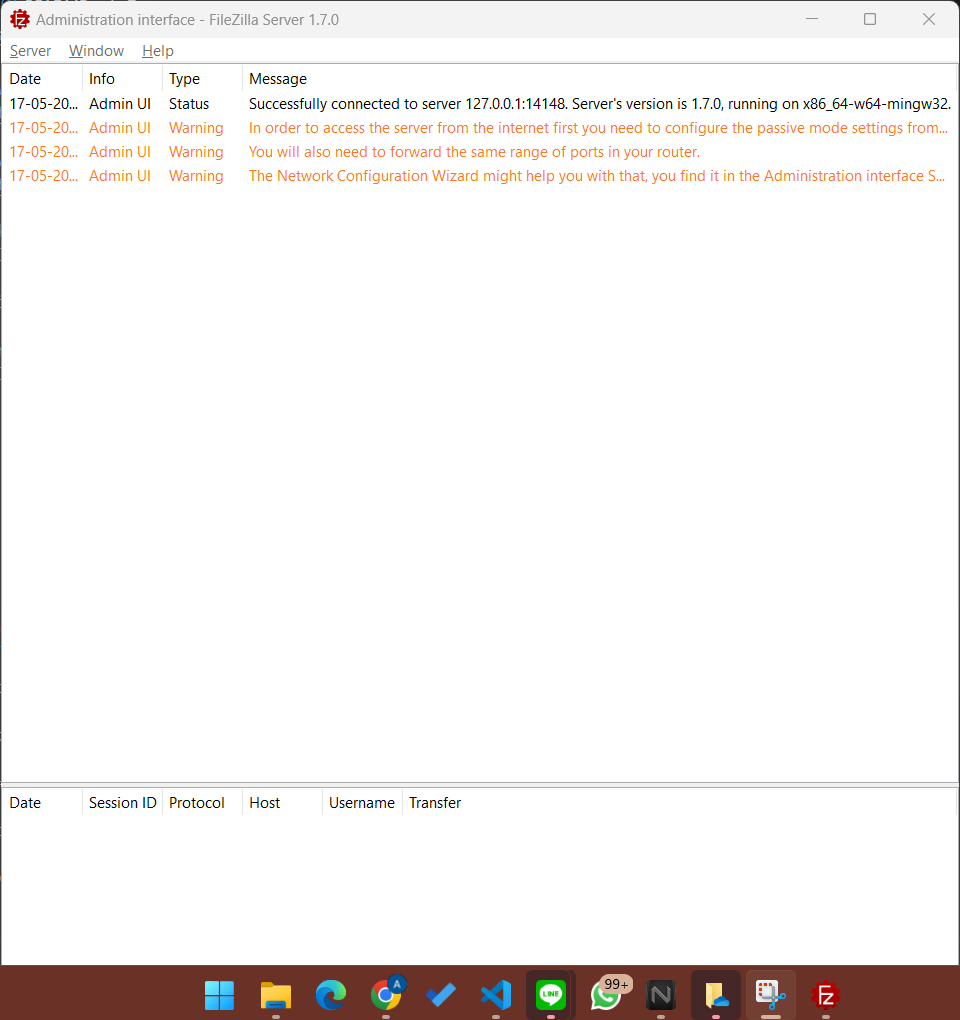 Administration interface - FileZilla Server 1.7.0
Server Window Help
Date Info Type Message
17-05-20... Admin UI Status Successfully connected to server 127.0.0.1:14148. Server's version is 1.7.0, running on x86_64-w64-mingw32.
17-05-20... Admin UI Warning In order to access the server from the internet first you need to configure the passive mode settings from...
17-05-20... Admin UI Warning You will also need to forward the same range of ports in your router.
17-05-20... Admin UI Warning The Network Configuration Wizard might help you with that, you find it in the Administration interface S...
Date Session ID Protocol Host Username Transfer
A
LINE
99+
N
Fz